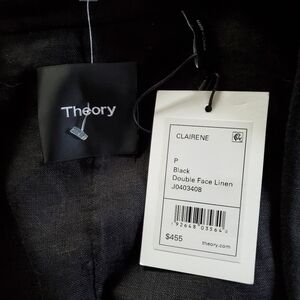 Theory
CLAIRENE
P
Black
Double Face Linen
J0403408
$455
theory.com